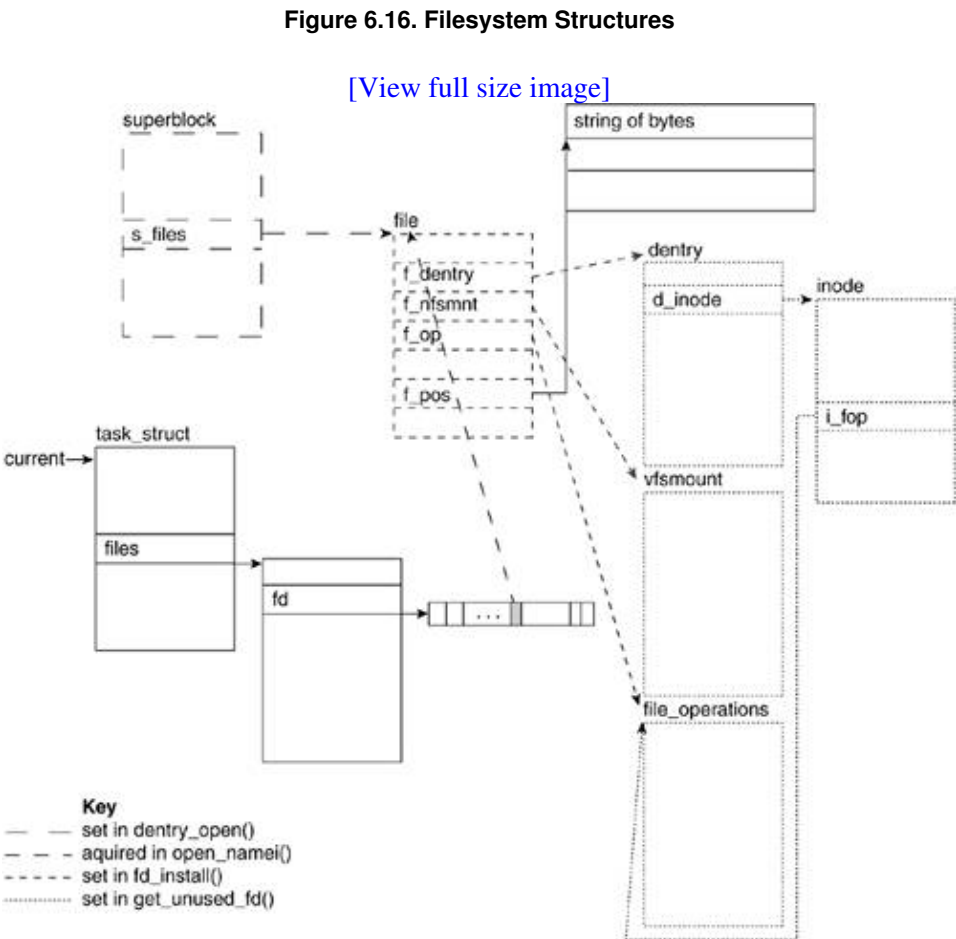 Figure 6.16. Filesystem Structures
[View full size image]
superblock
s_files
string of bytes
file
f_dentry
f_nfsmnt
f_op
f_pos
dentry
d_inode
inode
i_fop
task_struct
current
files
fd
...
vfsmount
file_operations
Key
set in dentry_open()
aquired in open_namei()
set in fd_install()
set in get_unused_fd()